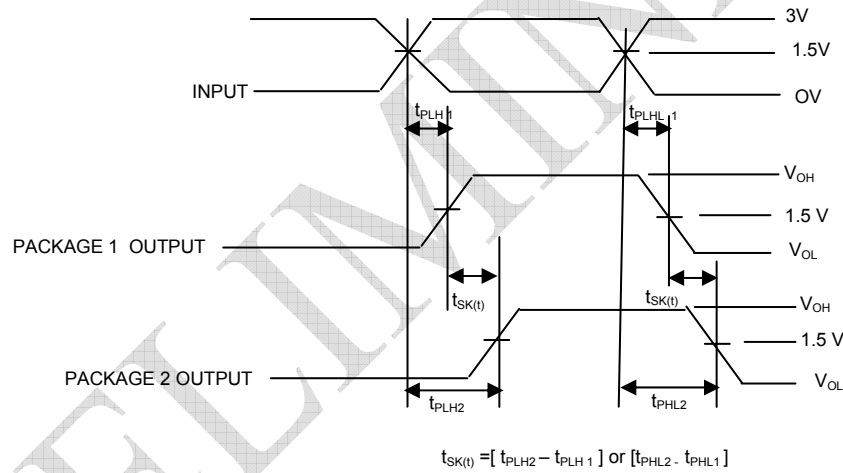 3V
1.5V
INPUT
OV
tPLH 1
tPLHL 1
VOH
1.5 V
PACKAGE 1 OUTPUT
VOL
tSK(t)
tSK(t)
VOH
1.5 V
PACKAGE 2 OUTPUT
VOL
tPLH2
tPHL2
tSK(t) =[ tPLH2 – tPLH 1 ] or [tPHL2 - tPHL1 ]